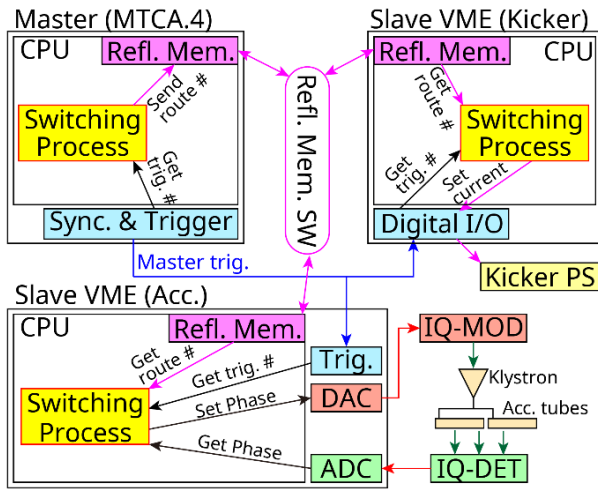 Master (MTCA.4)
CPU
Refl. Mem.
Send
route #
Switching
Process
Get
trig. #
Sync. & Trigger
Master trig.
Refl. Mem. SW
Slave VME (Kicker)
Refl. Mem.
CPU
Get
route #
Switching
Process
Get
trig. #
Set
current
Digital I/O
Kicker PS
Slave VME (Acc.)
CPU
Refl. Mem.
Get
route #
Trig.
Get trig. #
Switching
Process
Set Phase
DAC
Get Phase
ADC
IQ-MOD
Klystron
Acc. tubes
IQ-DET